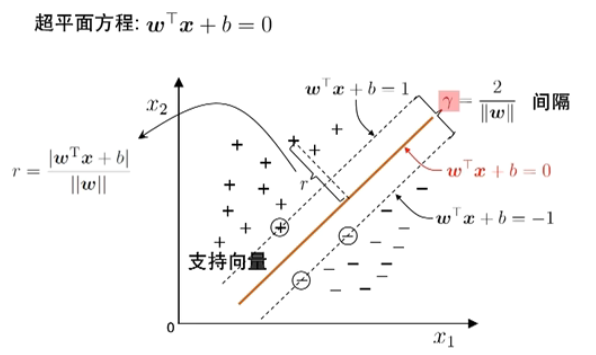 超平面方程: $\boldsymbol{w}^\top \boldsymbol{x} + b = 0$
$\boldsymbol{w}^\top \boldsymbol{x} + b = 1$
$\gamma = \frac{2}{\|\boldsymbol{w}\|}$ 间隔
$x_2$
$r = \frac{|\boldsymbol{w}^\mathrm{T} \boldsymbol{x} + b|}{||\boldsymbol{w}||}$
$r$
$\boldsymbol{w}^\top \boldsymbol{x} + b = 0$
$\boldsymbol{w}^\top \boldsymbol{x} + b = -1$
支持向量
0
$x_1$